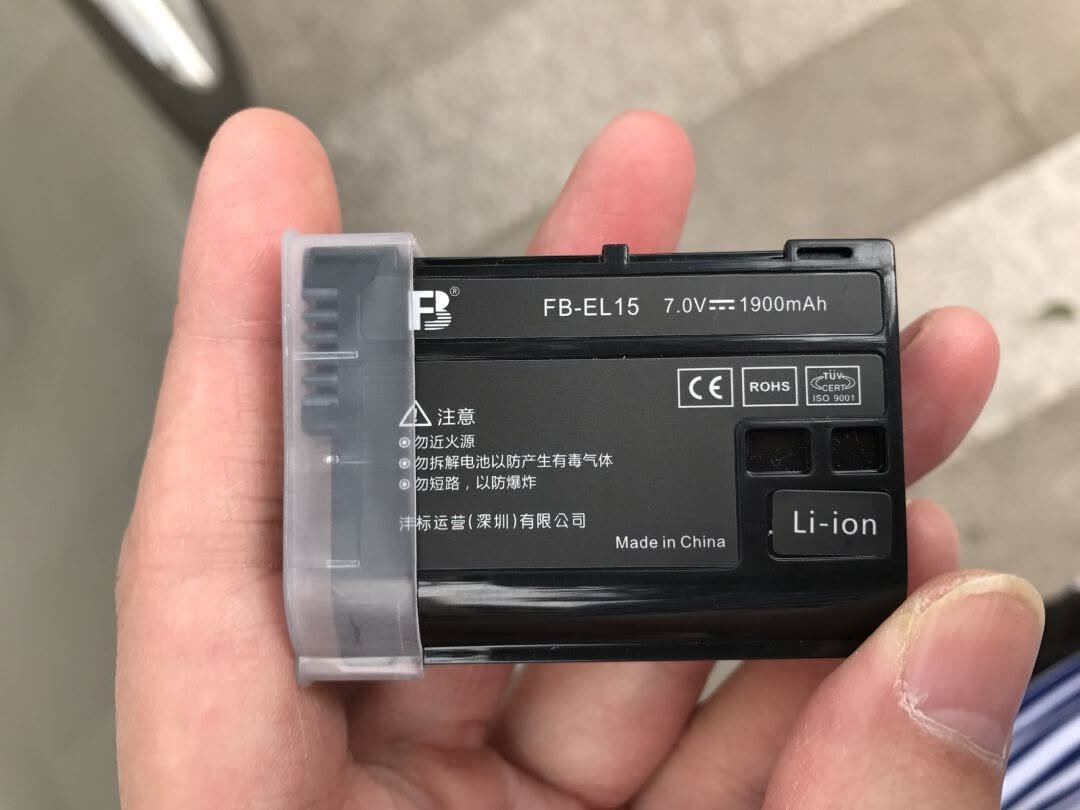 FB®
FB-EL15 7.0V⎓1900mAh
CE ROHS TÜV CERT ISO 9001
注意
勿近火源
勿拆解电池以防产生有毒气体
勿短路，以防爆炸
沣标运营(深圳)有限公司
Made in China
Li-ion